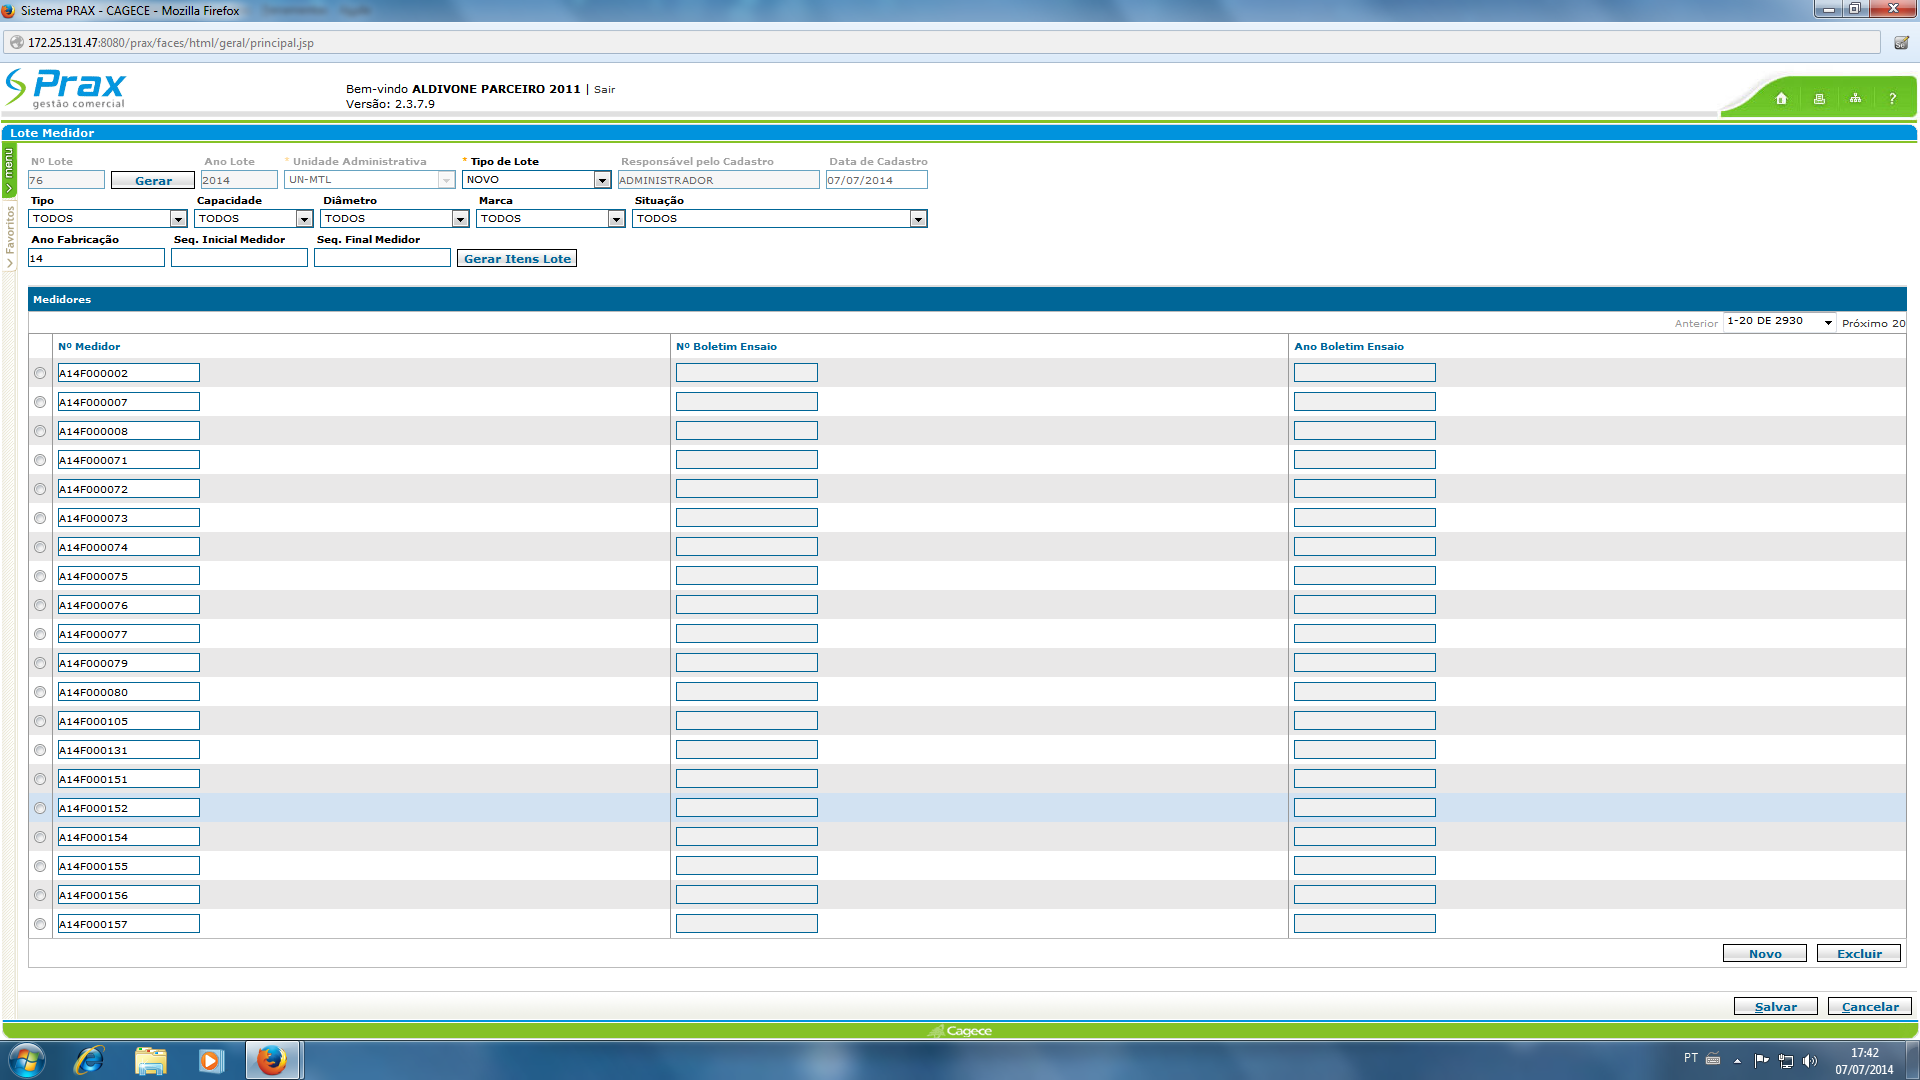 Sistema PRAX - CAGECE - Mozilla Firefox
172.25.131.47:8080/prax/faces/html/geral/principal.jsp
Prax
gestão comercial
Bem-vindo ALDIVONE PARCEIRO 2011 | Sair
Versão: 2.3.7.9
?
Lote Medidor
menu
Favoritos
Nº Lote Ano Lote * Unidade Administrativa * Tipo de Lote Responsável pelo Cadastro Data de Cadastro
76 Gerar 2014 UN-MTL NOVO ADMINISTRADOR 07/07/2014
Tipo Capacidade Diâmetro Marca Situação
TODOS TODOS TODOS TODOS TODOS
Ano Fabricação Seq. Inicial Medidor Seq. Final Medidor
14 Gerar Itens Lote
Medidores
Anterior 1-20 DE 2930 Próximo 20
Nº Medidor Nº Boletim Ensaio Ano Boletim Ensaio
A14F000002
A14F000007
A14F000008
A14F000071
A14F000072
A14F000073
A14F000074
A14F000075
A14F000076
A14F000077
A14F000079
A14F000080
A14F000105
A14F000131
A14F000151
A14F000152
A14F000154
A14F000155
A14F000156
A14F000157
Novo Excluir
Salvar Cancelar
Cagece
PT
17:42
07/07/2014